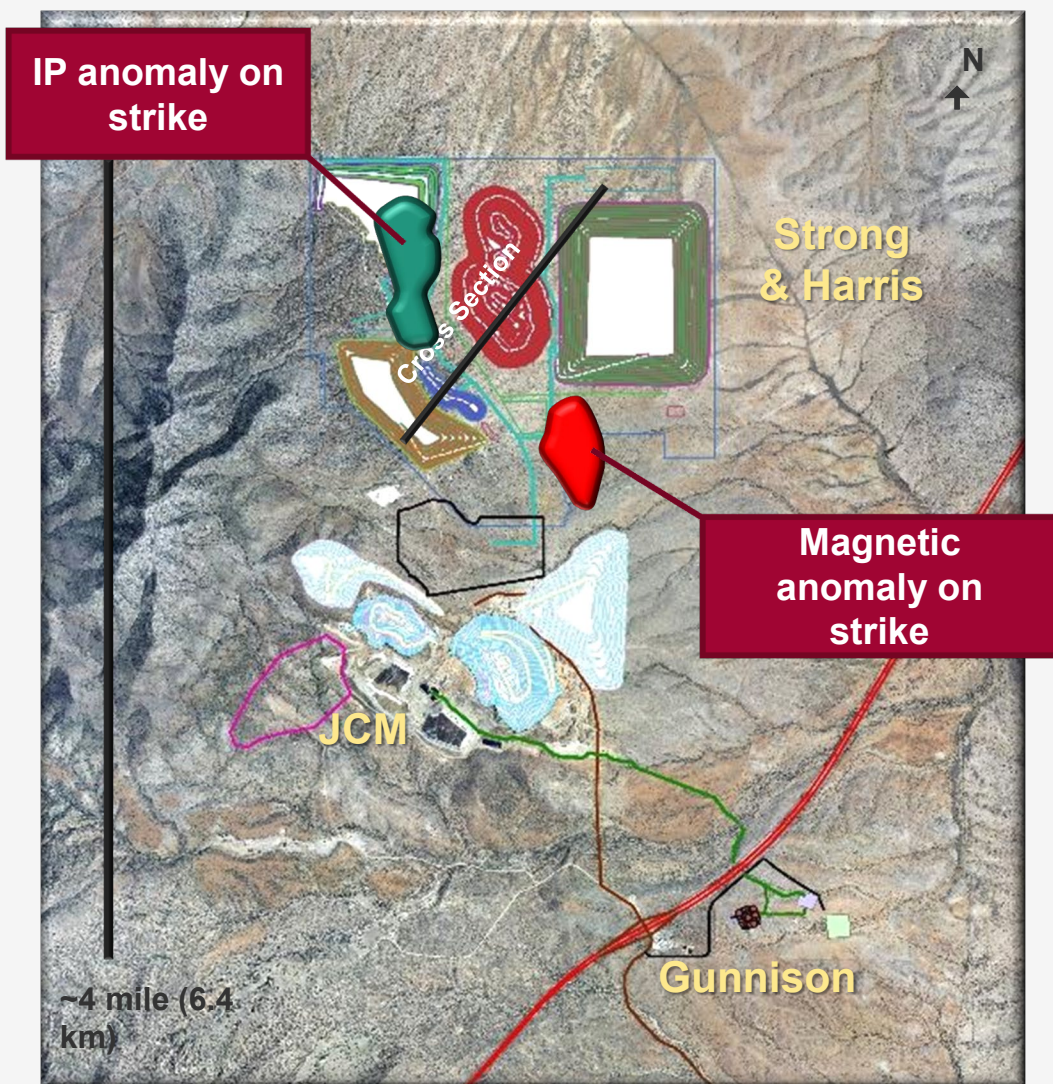 IP anomaly on
strike
N
Strong
& Harris
Cross Section
Magnetic
anomaly on
strike
JCM
Gunnison
~4 mile (6.4
km)